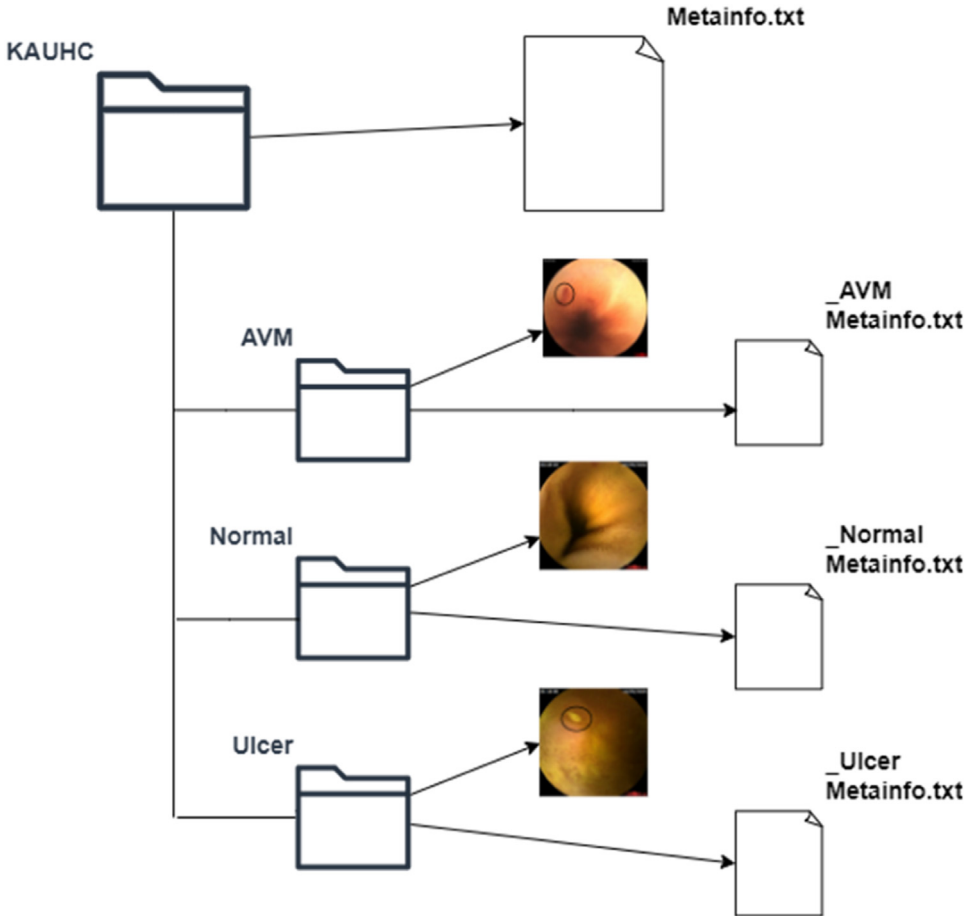 Metainfo.txt
KAUHC
_AVM
Metainfo.txt
AVM
Normal
_Normal
Metainfo.txt
Ulcer
_Ulcer
Metainfo.txt